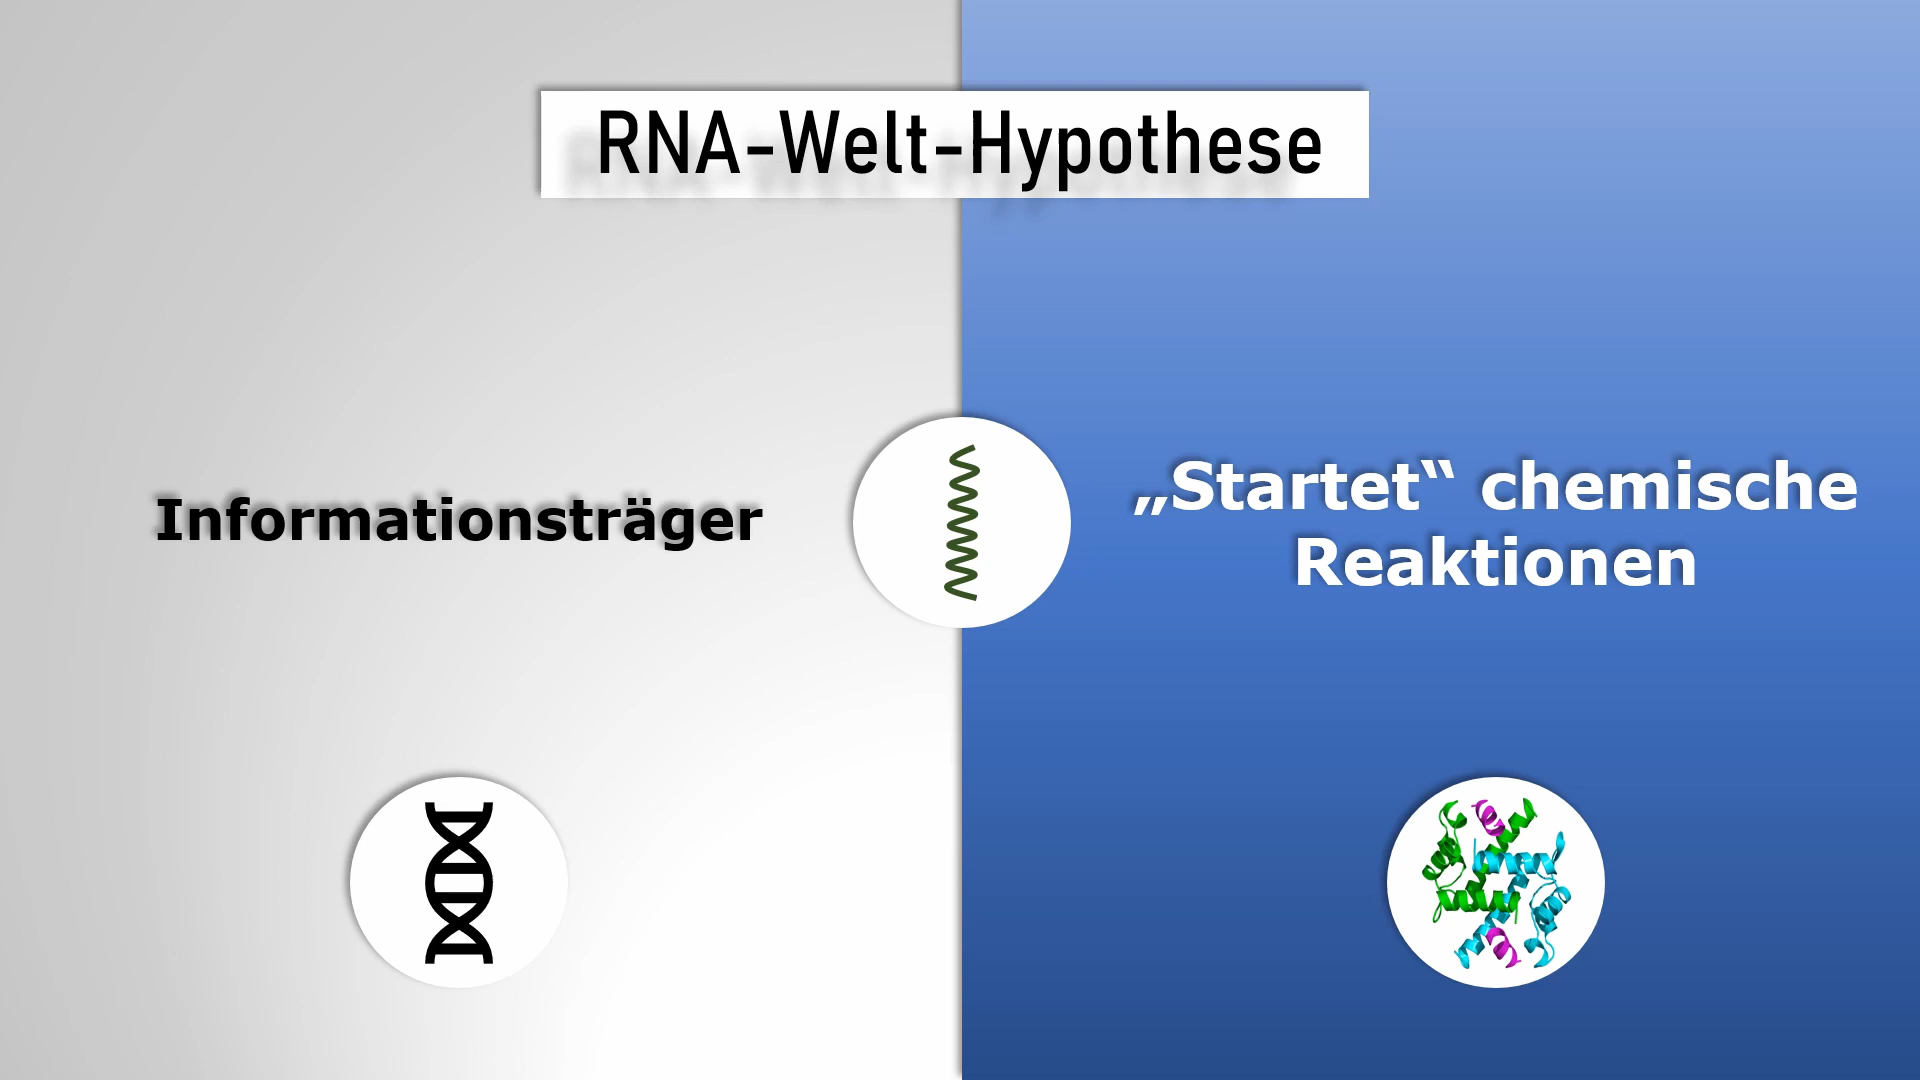 RNA-Welt-Hypothese
Informationsträger
„Startet“ chemische
Reaktionen